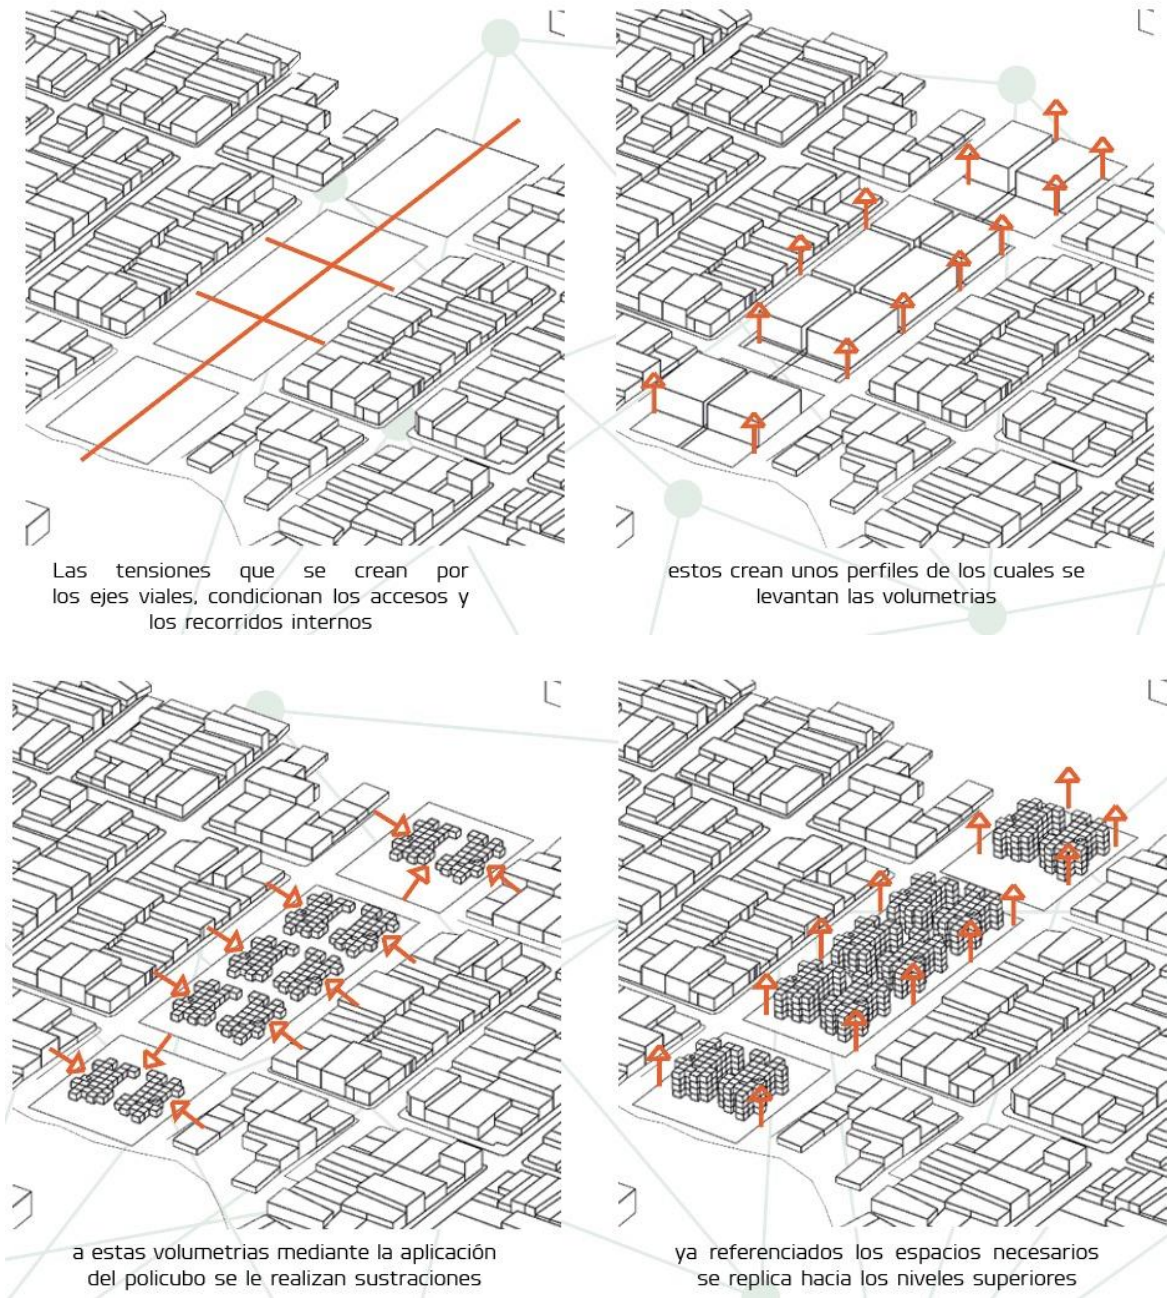 Las tensiones que se crean por
los ejes viales, condicionan los accesos y
los recorridos internos
estos crean unos perfiles de los cuales se
levantan las volumetrias
a estas volumetrias mediante la aplicación
del policubo se le realizan sustraciones
ya referenciados los espacios necesarios
se replica hacia los niveles superiores